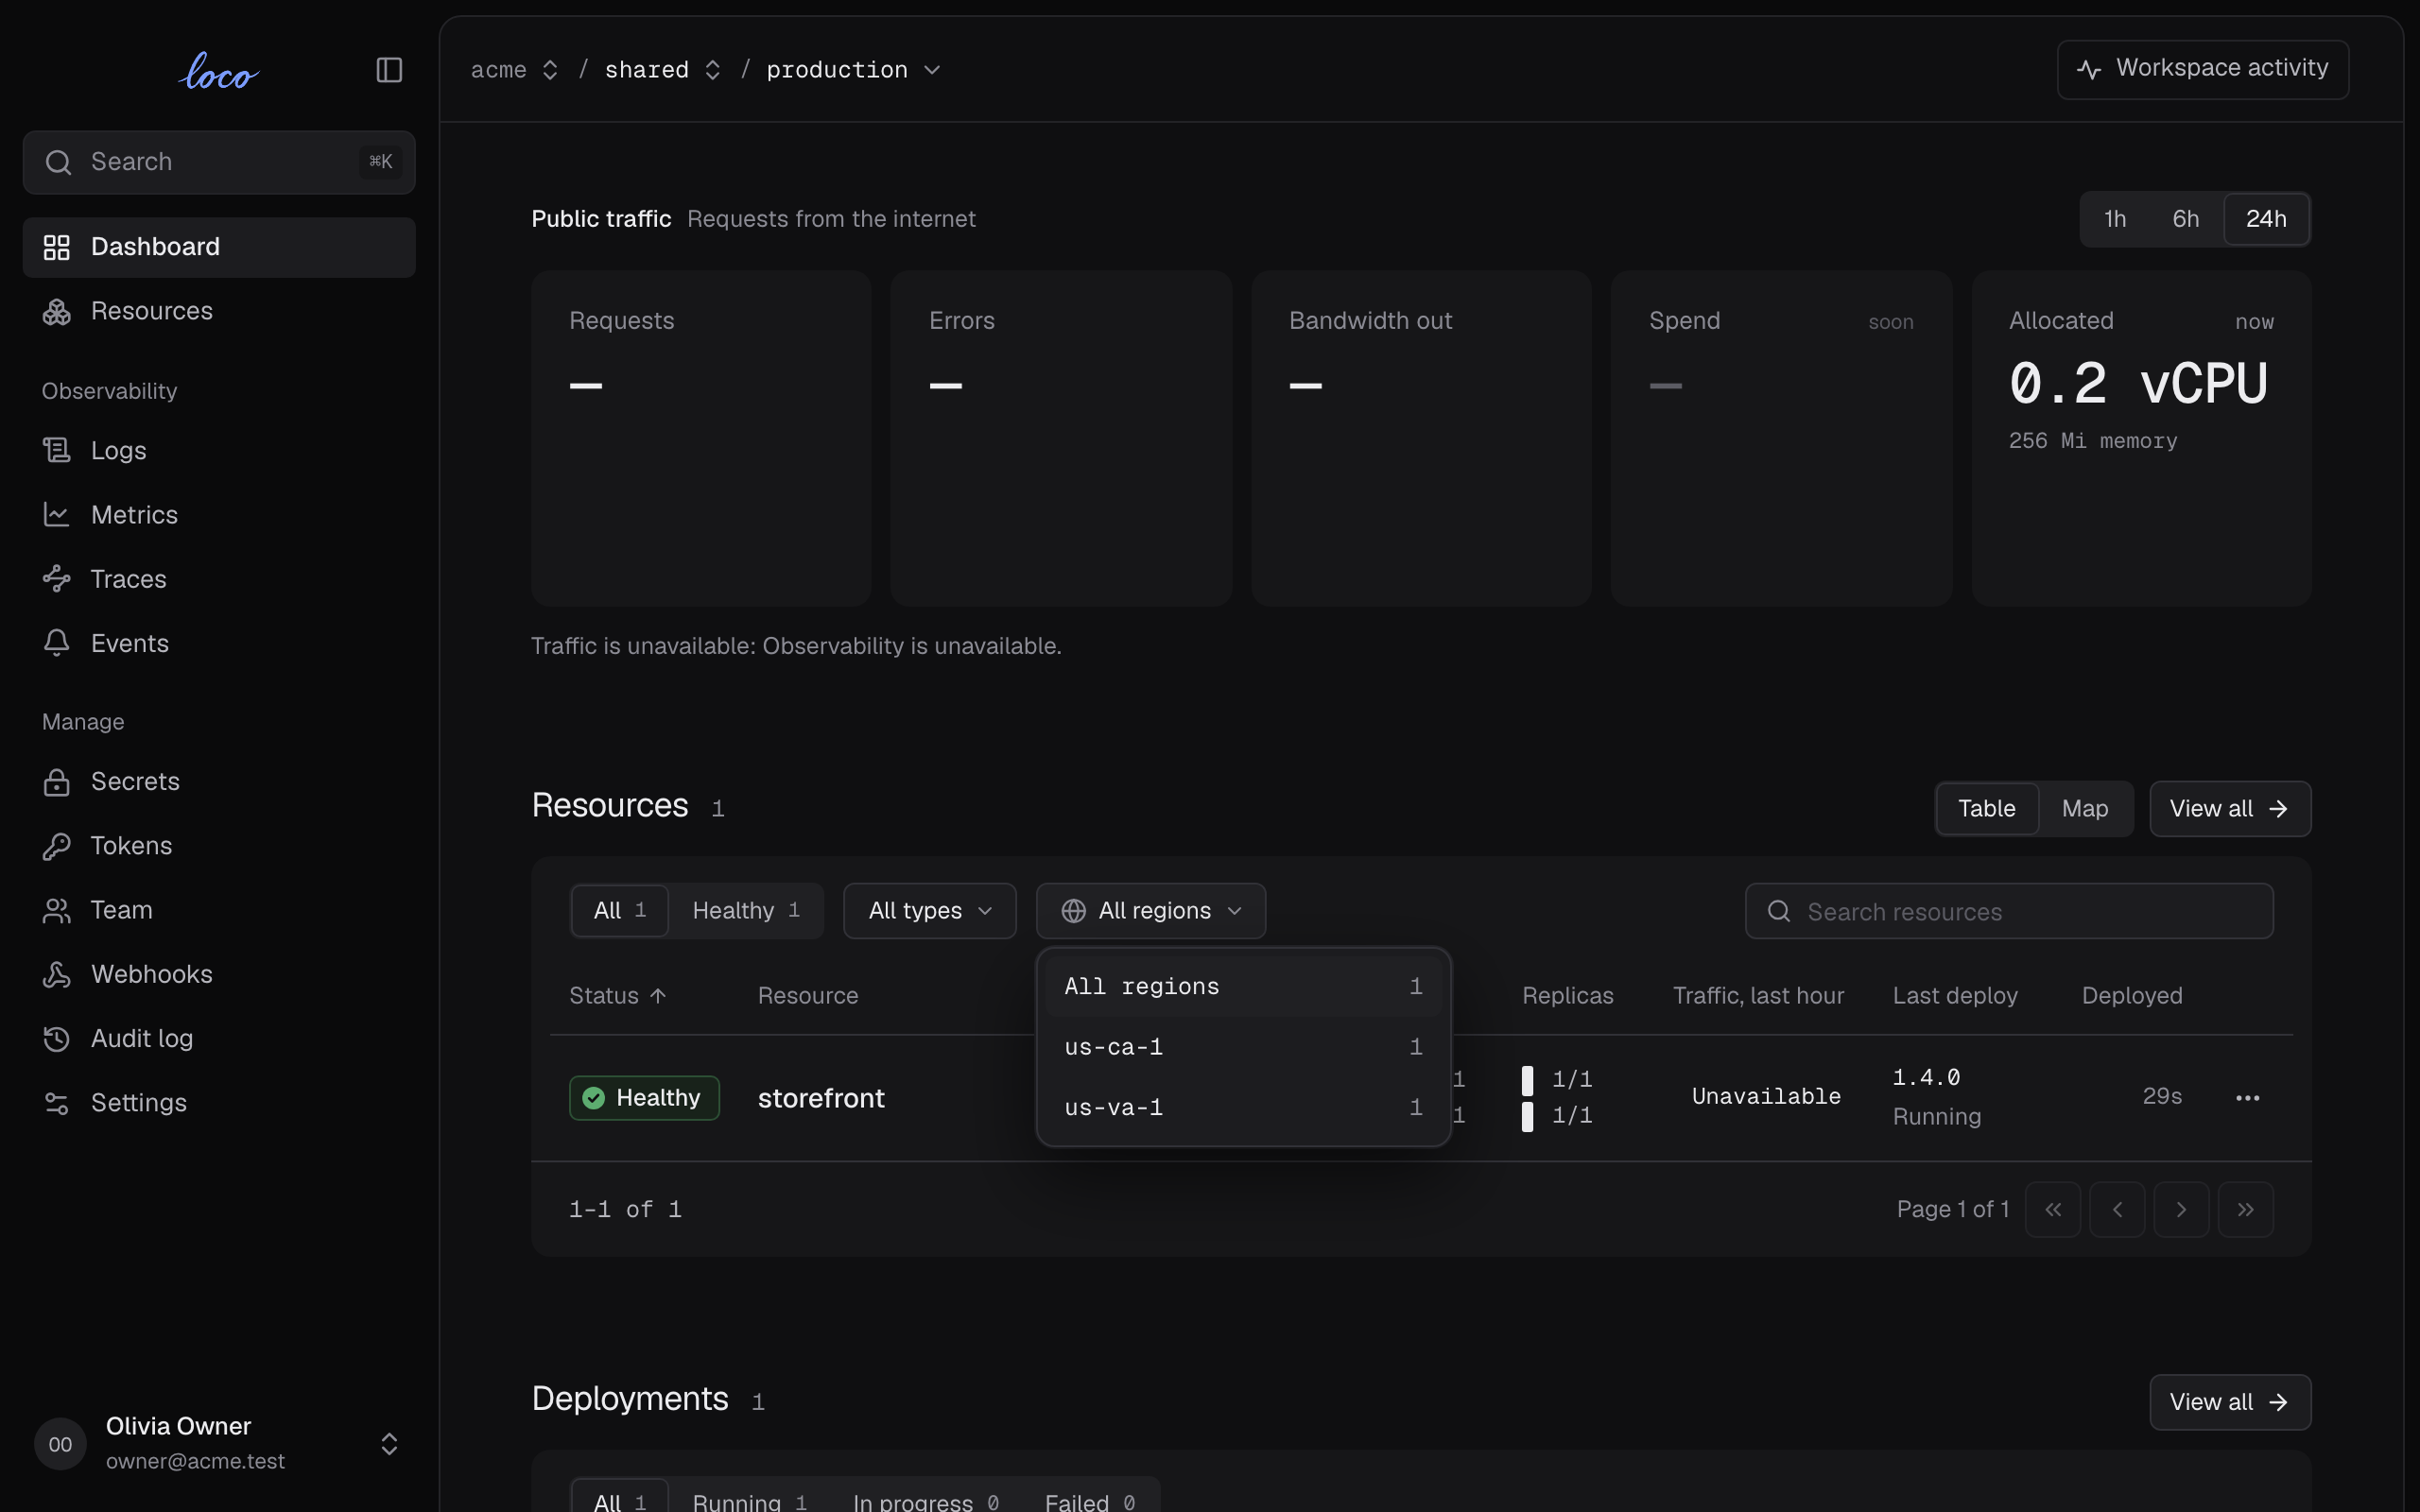 loco
Search ⌘K
Dashboard
Resources
Observability
Logs
Metrics
Traces
Events
Manage
Secrets
Tokens
Team
Webhooks
Audit log
Settings
OO
Olivia Owner
owner@acme.test
acme / shared / production
Workspace activity
Public traffic Requests from the internet
1h 6h 24h
Requests
—
Errors
—
Bandwidth out
—
Spend soon
—
Allocated now
0.2 vCPU
256 Mi memory
Traffic is unavailable: Observability is unavailable.
Resources 1
Table Map View all
All 1 Healthy 1 All types All regions Search resources
All regions 1
us-ca-1 1
us-va-1 1
Status Resource Replicas Traffic, last hour Last deploy Deployed
Healthy storefront 1 1/1 Unavailable 1.4.0 29s
1 1/1 Running
1–1 of 1 Page 1 of 1
Deployments 1
View all
All 1 Running 1 In progress 0 Failed 0